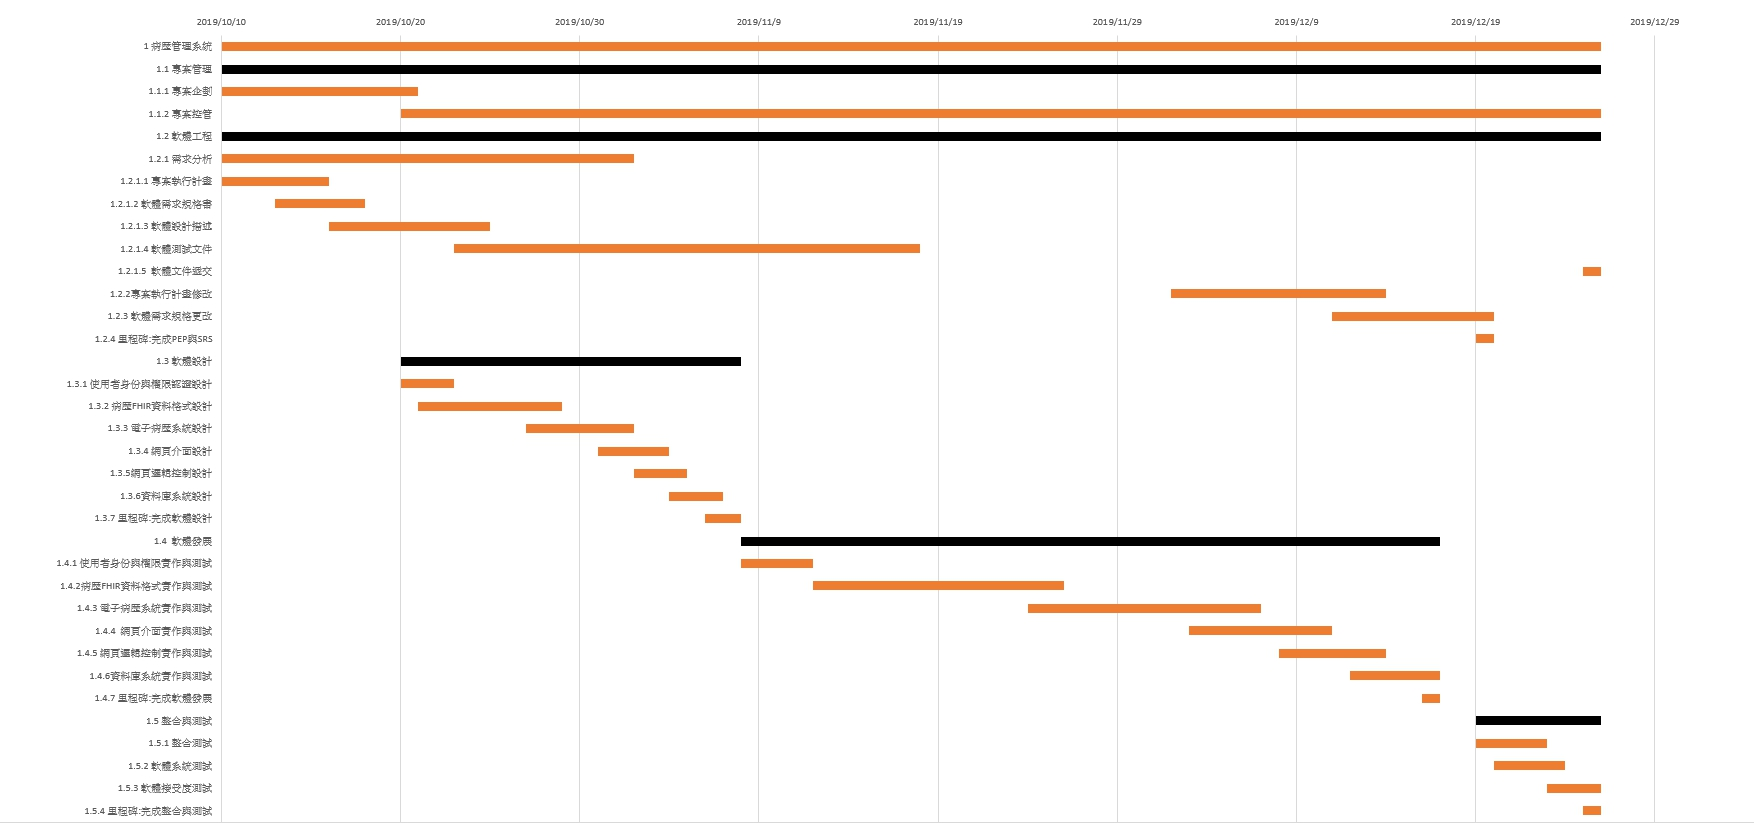 2019/10/10 2019/10/20 2019/10/30 2019/11/9 2019/11/19 2019/11/29 2019/12/9 2019/12/19 2019/12/29
1 病歷管理系統
1.1 專案管理
1.1.1 專案企劃
1.1.2 專案控管
1.2 軟體工程
1.2.1 需求分析
1.2.1.1 專案執行計畫
1.2.1.2 軟體需求規格書
1.2.1.3 軟體設計描述
1.2.1.4 軟體測試文件
1.2.1.5 軟體文件遞交
1.2.2專案執行計畫修改
1.2.3 軟體需求規格更改
1.2.4 里程碑:完成PEP與SRS
1.3 軟體設計
1.3.1 使用者身份與權限認證設計
1.3.2 病歷FHIR資料格式設計
1.3.3 電子病歷系統設計
1.3.4 網頁介面設計
1.3.5網頁邏輯控制設計
1.3.6資料庫系統設計
1.3.7 里程碑:完成軟體設計
1.4 軟體發展
1.4.1 使用者身份與權限實作與測試
1.4.2病歷FHIR資料格式實作與測試
1.4.3 電子病歷系統實作與測試
1.4.4 網頁介面實作與測試
1.4.5 網頁邏輯控制實作與測試
1.4.6資料庫系統實作與測試
1.4.7 里程碑:完成軟體發展
1.5 整合與測試
1.5.1 整合測試
1.5.2 軟體系統測試
1.5.3 軟體接受度測試
1.5.4 里程碑:完成整合與測試